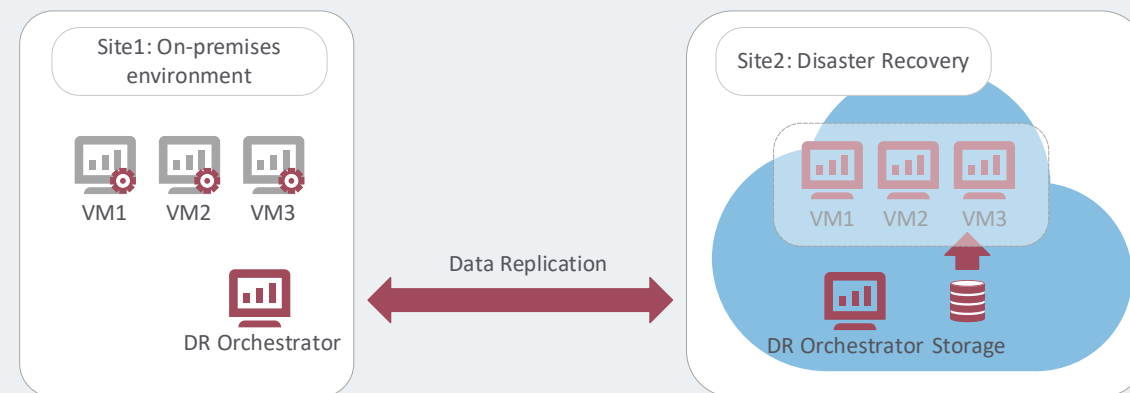 Site1: On-premises
environment
VM1 VM2 VM3
DR Orchestrator
Data Replication
Site2: Disaster Recovery
VM1 VM2 VM3
DR Orchestrator Storage